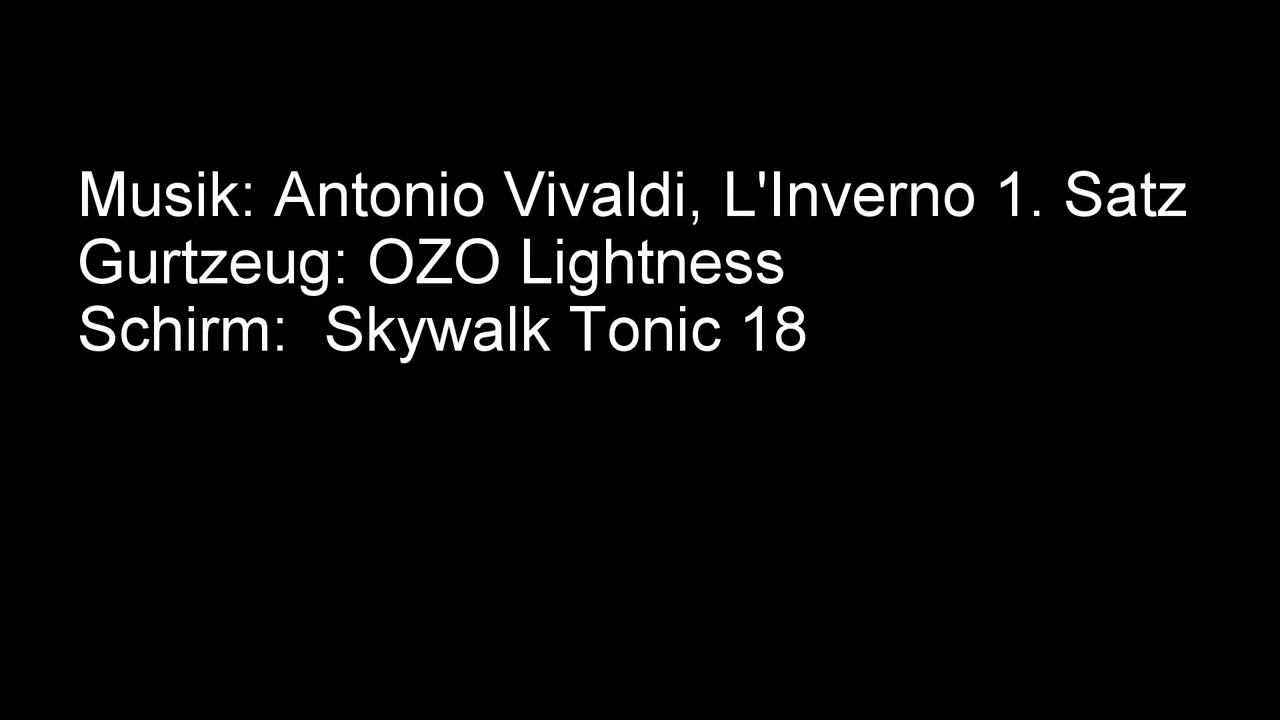 Musik: Antonio Vivaldi, L'Inverno 1. Satz
Gurtzeug: OZO Lightness
Schirm:  Skywalk Tonic 18